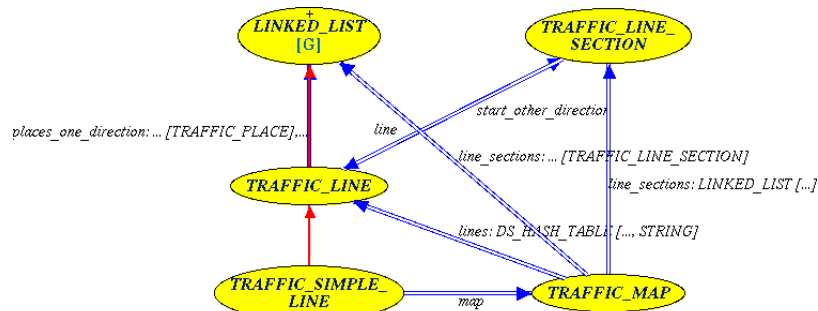 +
LINKED_LIST
[G]
TRAFFIC_LINE_
SECTION
start_other_direction
places_one_direction: ... [TRAFFIC_PLACE],...
line
line_sections: ... [TRAFFIC_LINE_SECTION]
TRAFFIC_LINE
line_sections: LINKED_LIST [...]
lines: DS_HASH_TABLE [..., STRING]
TRAFFIC_SIMPLE_
LINE
map
TRAFFIC_MAP